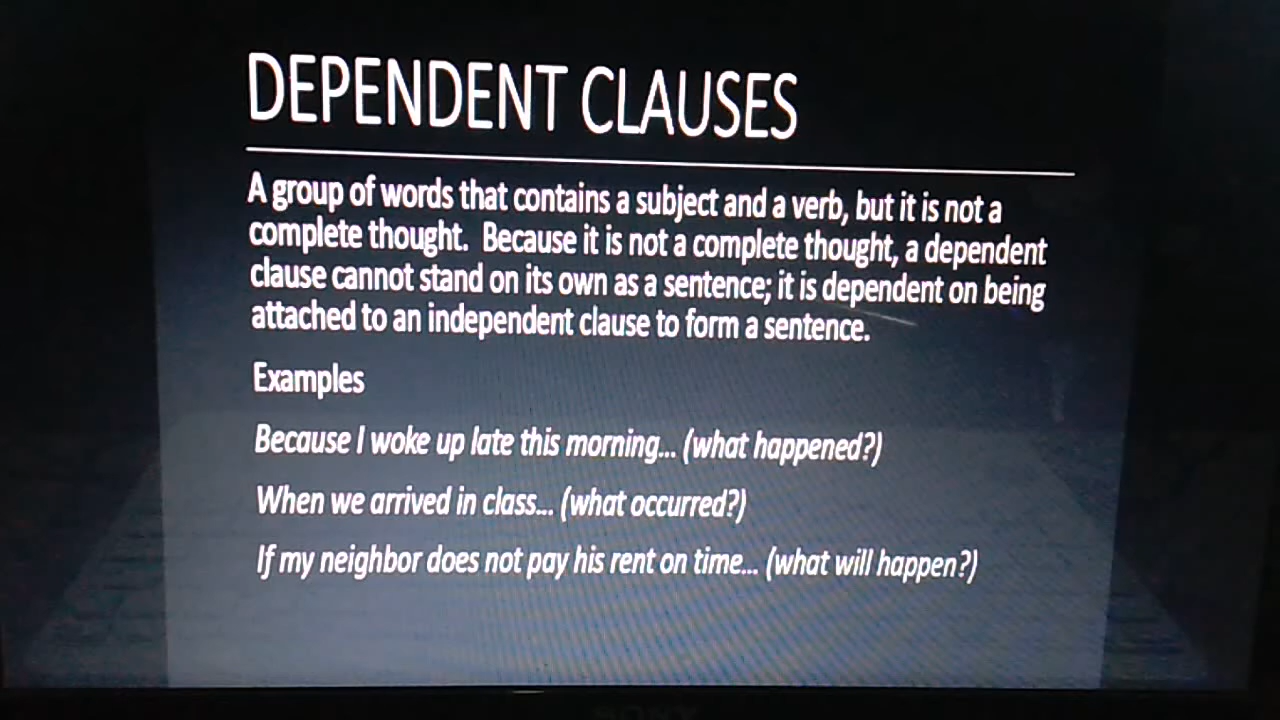 DEPENDENT CLAUSES
A group of words that contains a subject and a verb, but it is not a
complete thought.  Because it is not a complete thought, a dependent
clause cannot stand on its own as a sentence; it is dependent on being
attached to an independent clause to form a sentence.
Examples
Because I woke up late this morning... (what happened?)
When we arrived in class... (what occurred?)
If my neighbor does not pay his rent on time... (what will happen?)
SONY